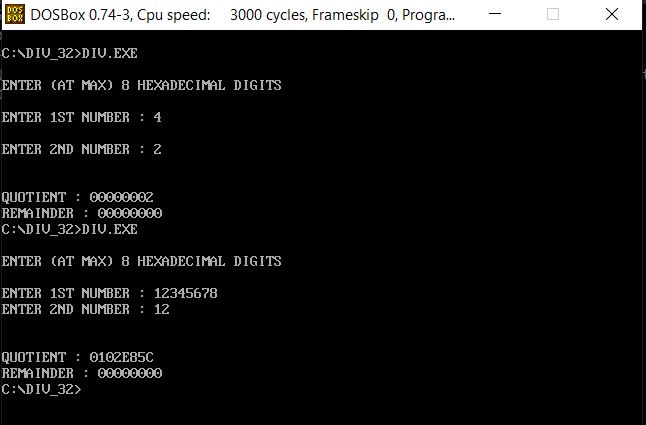 DOS
BOX
DOSBox 0.74-3, Cpu speed: 3000 cycles, Frameskip 0, Progra...
C:\DIV_32>DIV.EXE
ENTER (AT MAX) 8 HEXADECIMAL DIGITS
ENTER 1ST NUMBER : 4
ENTER 2ND NUMBER : 2
QUOTIENT : 00000002
REMAINDER : 00000000
C:\DIV_32>DIV.EXE
ENTER (AT MAX) 8 HEXADECIMAL DIGITS
ENTER 1ST NUMBER : 12345678
ENTER 2ND NUMBER : 12
QUOTIENT : 0102E85C
REMAINDER : 00000000
C:\DIV_32>